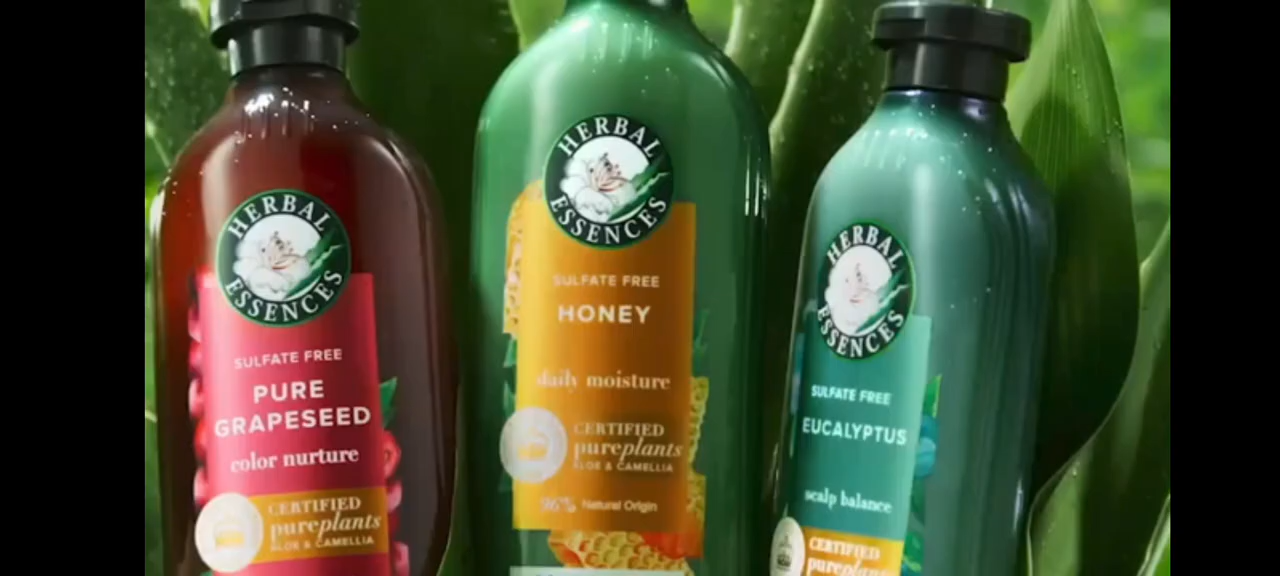 HERBAL
ESSENCES
SULFATE FREE
PURE
GRAPESEED
color nurture
CERTIFIED
pureplants
ALOE & CAMELLIA
HERBAL
ESSENCES
SULFATE FREE
HONEY
daily moisture
CERTIFIED
pureplants
ALOE & CAMELLIA
96% Natural Origin
HERBAL
ESSENCES
SULFATE FREE
EUCALYPTUS
scalp balance
CERTIFIED